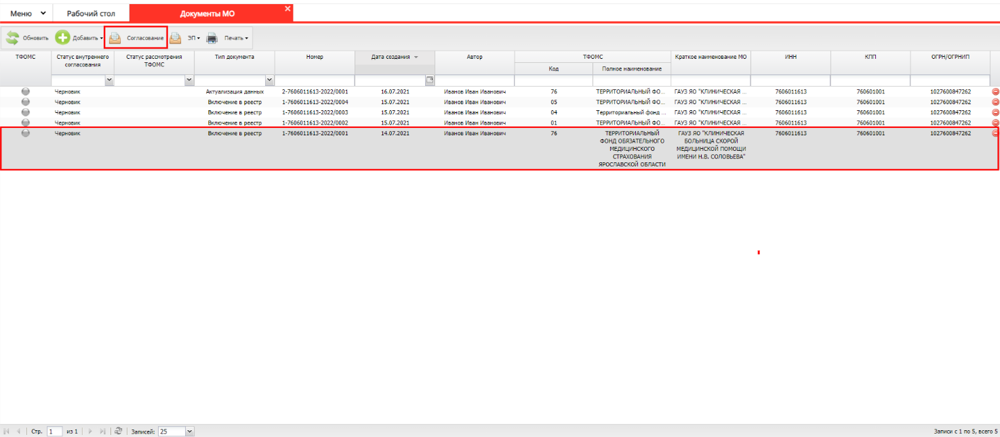 Меню Рабочий стол Документы МО
Обновить Добавить Согласование ЭП Печать
ТФОМС Статус внутреннего согласования Статус рассмотрения ТФОМС Тип документа Номер Дата создания Автор ТФОМС Краткое наименование МО ИНН КПП ОГРН/ОГРНИП
Код Полное наименование
Черновик Актуализация данных 2-7606011613-2022/0001 16.07.2021 Иванов Иван Иванович 76 ТЕРРИТОРИАЛЬНЫЙ ФО... ГАУЗ ЯО "КЛИНИЧЕСКАЯ ... 7606011613 760601001 1027600847262
Черновик Включение в реестр 1-7606011613-2022/0004 15.07.2021 Иванов Иван Иванович 05 ТЕРРИТОРИАЛЬНЫЙ ФО... ГАУЗ ЯО "КЛИНИЧЕСКАЯ ... 7606011613 760601001 1027600847262
Черновик Включение в реестр 1-7606011613-2022/0003 15.07.2021 Иванов Иван Иванович 04 Территориальный фонд ... ГАУЗ ЯО "КЛИНИЧЕСКАЯ ... 7606011613 760601001 1027600847262
Черновик Включение в реестр 1-7606011613-2022/0002 15.07.2021 Иванов Иван Иванович 01 ТЕРРИТОРИАЛЬНЫЙ ФО... ГАУЗ ЯО "КЛИНИЧЕСКАЯ ... 7606011613 760601001 1027600847262
Черновик Включение в реестр 1-7606011613-2022/0001 14.07.2021 Иванов Иван Иванович 76 ТЕРРИТОРИАЛЬНЫЙ ГАУЗ ЯО "КЛИНИЧЕСКАЯ 7606011613 760601001 1027600847262
ФОНД ОБЯЗАТЕЛЬНОГО БОЛЬНИЦА СКОРОЙ
МЕДИЦИНСКОГО МЕДИЦИНСКОЙ ПОМОЩИ
СТРАХОВАНИЯ ИМЕНИ Н.В. СОЛОВЬЕВА"
ЯРОСЛАВСКОЙ ОБЛАСТИ
Стр. 1 из 1 Записей: 25 Записи с 1 по 5, всего 5